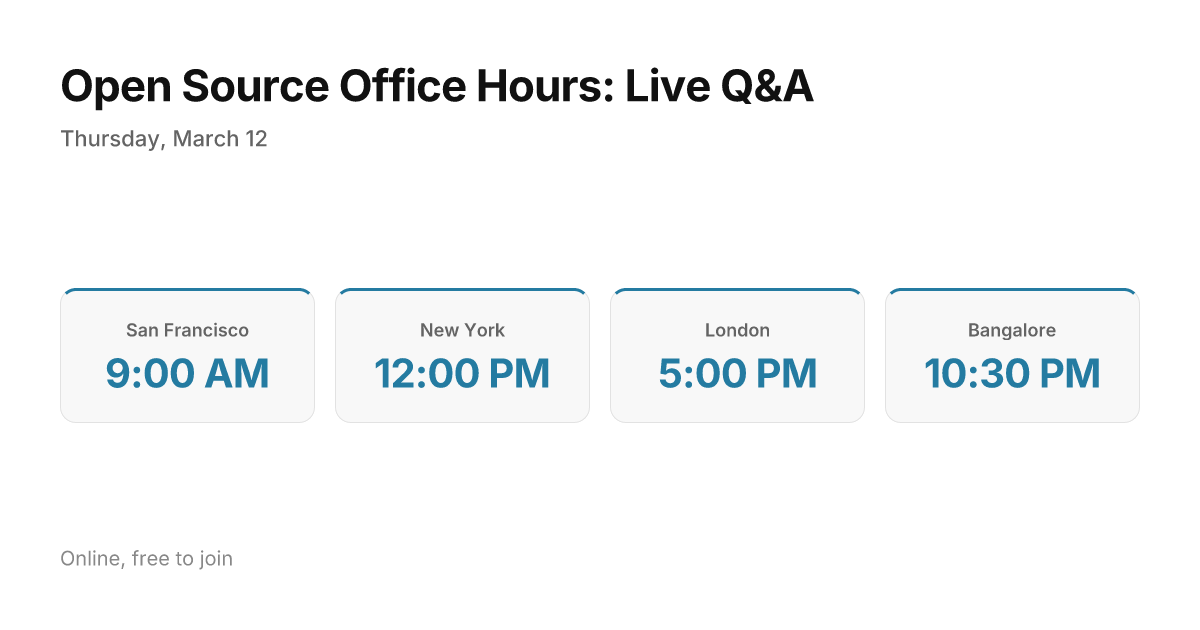 Open Source Office Hours: Live Q&A
Thursday, March 12
San Francisco
9:00 AM
New York
12:00 PM
London
5:00 PM
Bangalore
10:30 PM
Online, free to join